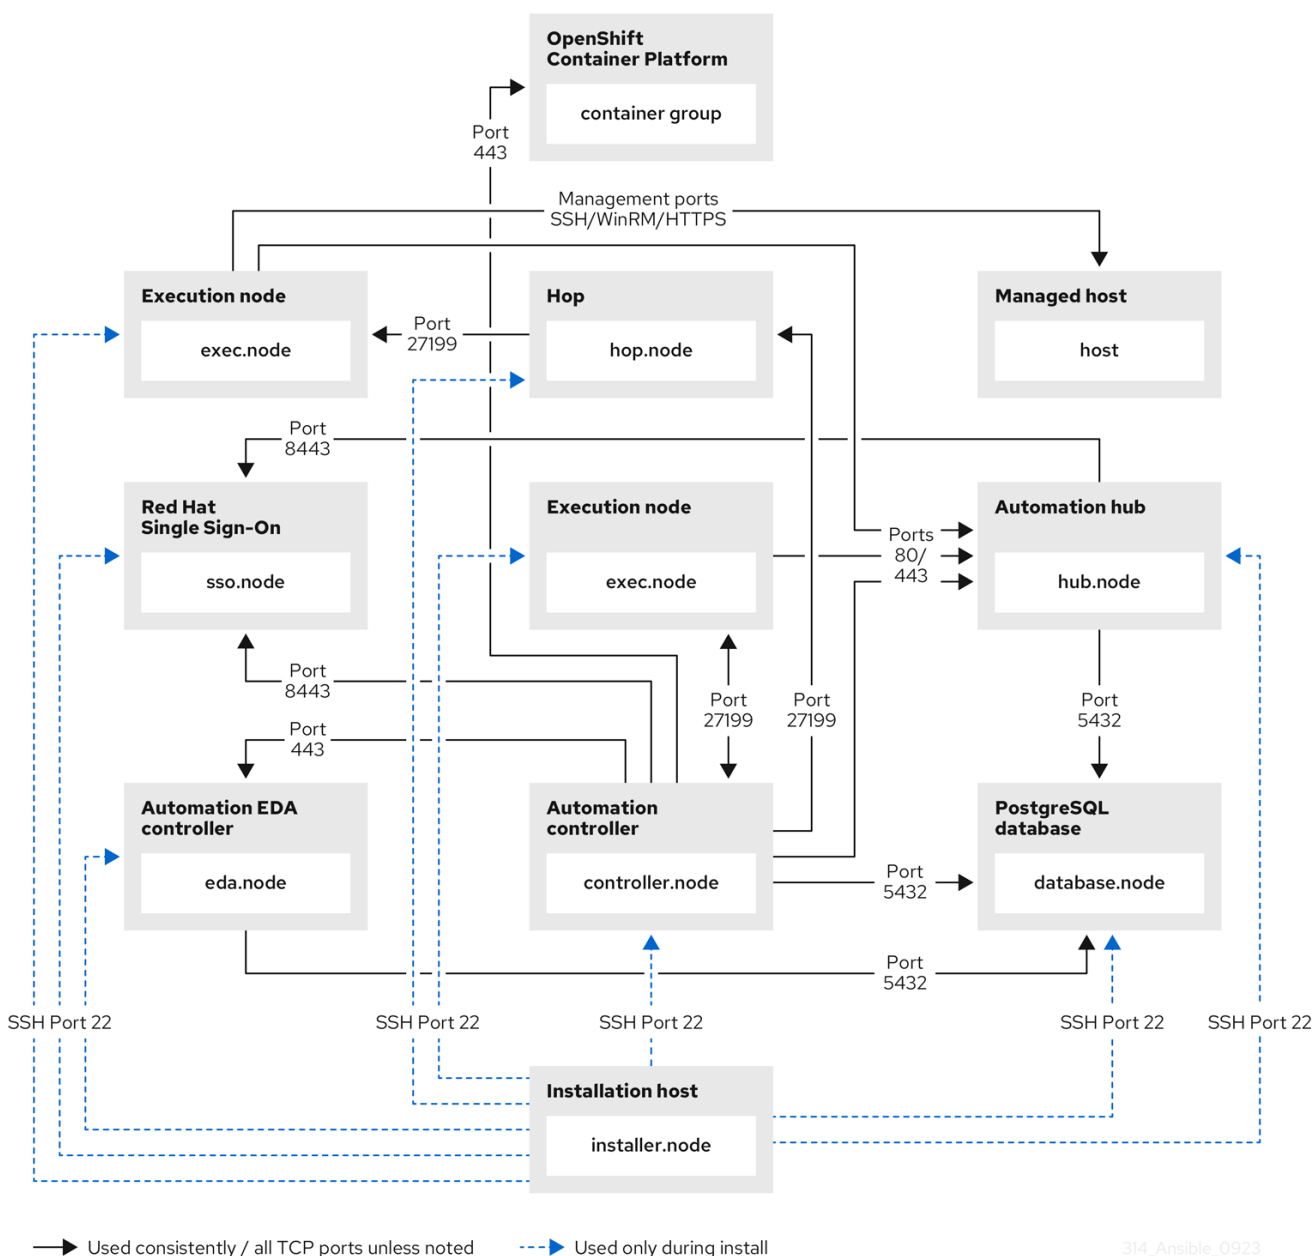 OpenShift
Container Platform
container group
Port
443
Management ports
SSH/WinRM/HTTPS
Execution node
exec.node
Port
27199
Hop
hop.node
Managed host
host
Port
8443
Red Hat
Single Sign-On
sso.node
Execution node
exec.node
Ports
80/
443
Automation hub
hub.node
Port
8443
Port
27199
Port
27199
Port
5432
Port
443
Automation EDA
controller
eda.node
Automation
controller
controller.node
Port
5432
PostgreSQL
database
database.node
Port
5432
SSH Port 22
SSH Port 22
SSH Port 22
SSH Port 22
SSH Port 22
Installation host
installer.node
Used consistently / all TCP ports unless noted
Used only during install
314_Ansible_0923